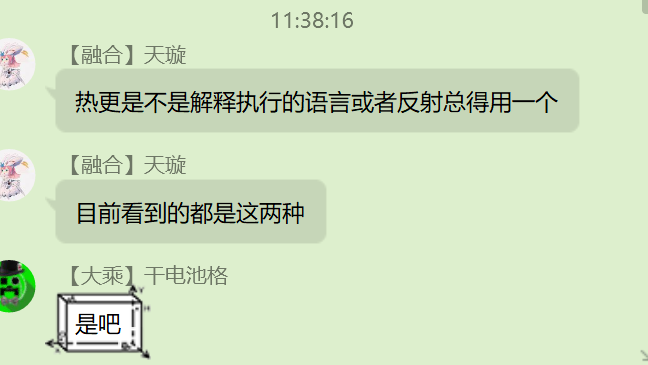 11:38:16
【融合】天璇
热更是不是解释执行的语言或者反射总得用一个
【融合】天璇
目前看到的都是这两种
【大乘】干电池格
Y
H
是吧
X